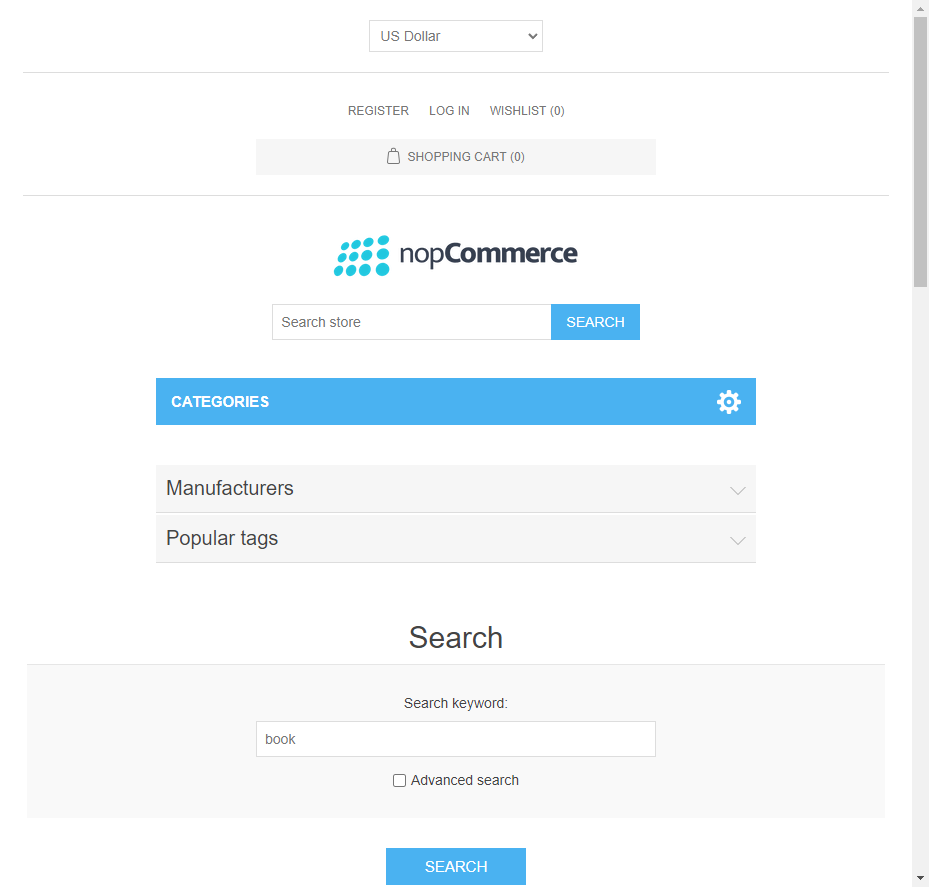 US Dollar
REGISTER LOG IN WISHLIST (0)
SHOPPING CART (0)
nopCommerce
Search store SEARCH
CATEGORIES
Manufacturers
Popular tags
Search
Search keyword:
book
Advanced search
SEARCH